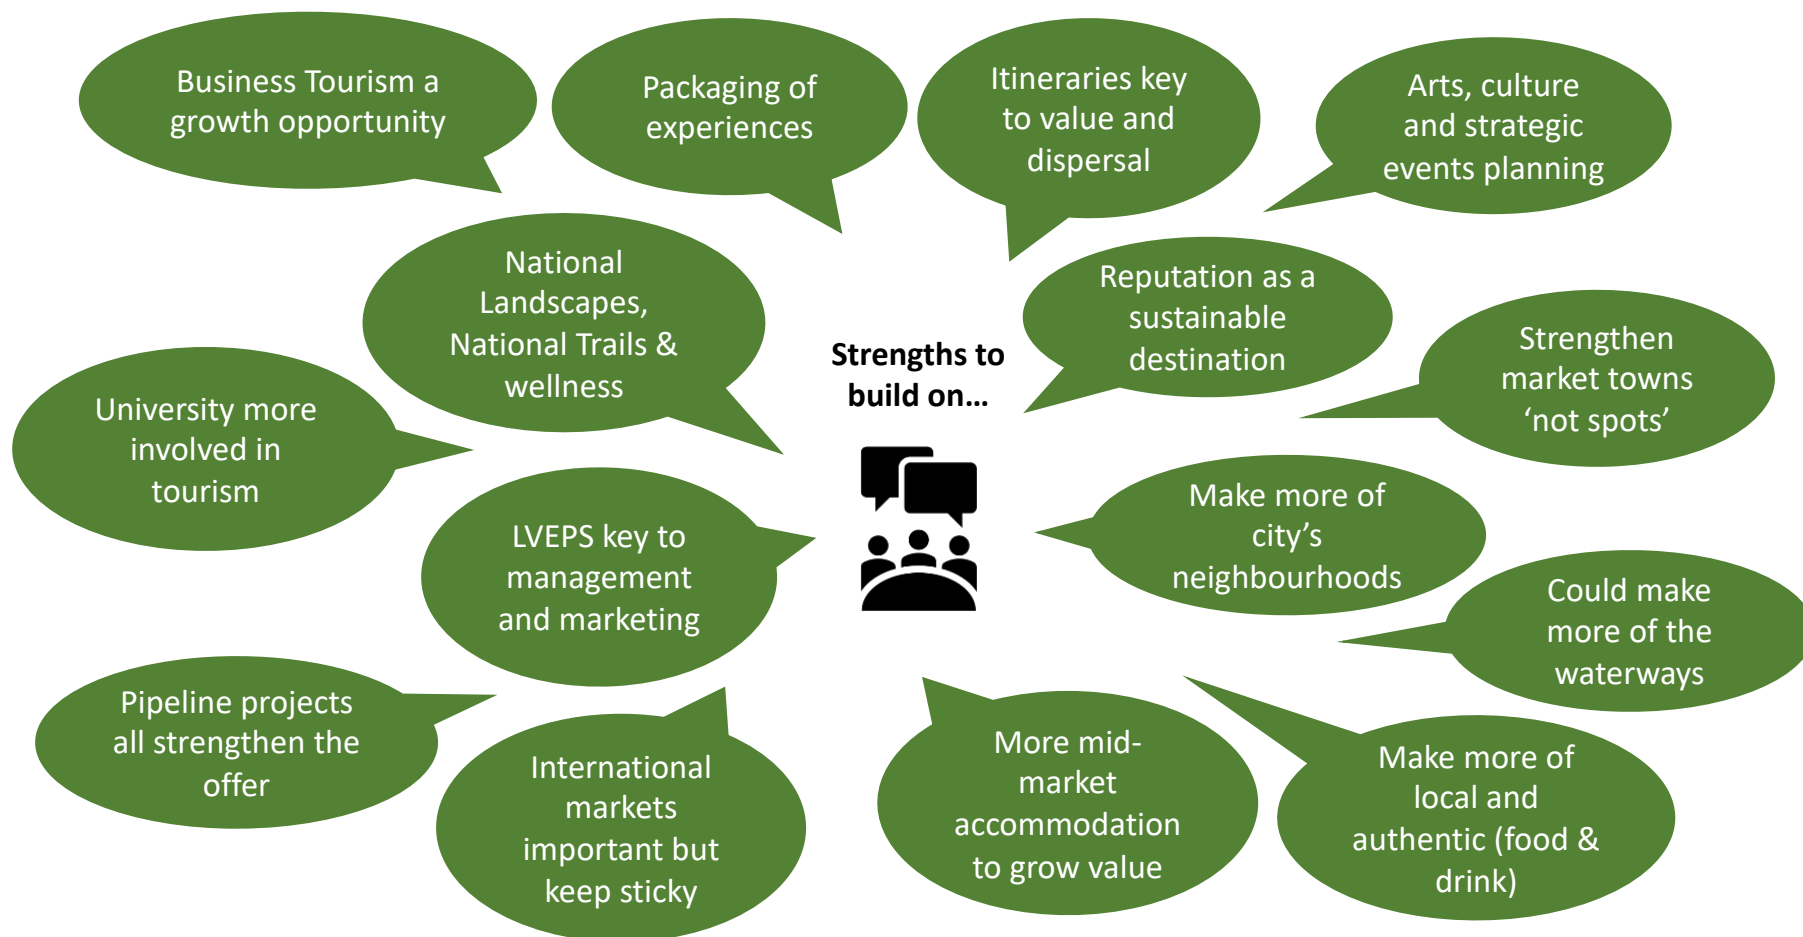 Business Tourism a
growth opportunity
Packaging of
experiences
Itineraries key
to value and
dispersal
Arts, culture
and strategic
events planning
National
Landscapes,
National Trails &
wellness
Reputation as a
sustainable
destination
Strengthen
market towns
‘not spots’
Strengths to
build on…
University more
involved in
tourism
LVEPS key to
management
and marketing
Make more of
city’s
neighbourhoods
Could make
more of the
waterways
Pipeline projects
all strengthen the
offer
International
markets
important but
keep sticky
More mid-
market
accommodation
to grow value
Make more of
local and
authentic (food &
drink)